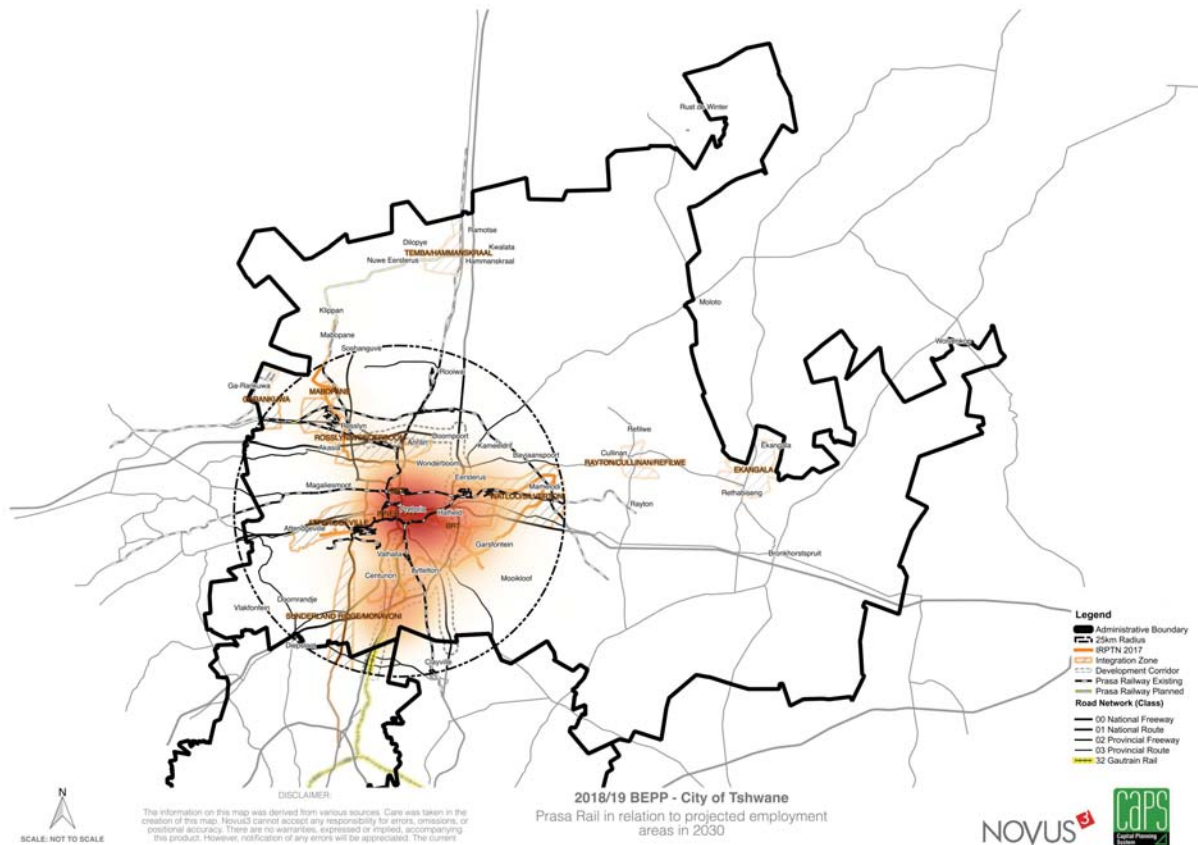 Rust de Winter
Ramotse
Dilopye
Kwalata
TEMBA/HAMMANSKRAAL
Nuwe Eersterus
Hammanskraal
Moloto
Klippan
Mabopane
Soshanguve
Rooiwal
Ga-Rankuwa
MABOPANE
Rosslyn
Refilwe
Akasia
Doornpoort
Kameeldrift
Ekangala
Cullinan
Baviaanspoort
RAYTON/CULLINAN/REFILWE
Wonderboom
EKANGALA
Eersterus
Magaliesmoot
Mamelodi
Rethabiseng
Rayton
Pretoria
Hatfield
Atteridgeville
BRT
Garsfontein
Valhalla
Bronkhorstspruit
Centurion
Lyttelton
Mooikloof
Doornrandje
Vlakfontein
SUNDERLAND RIDGE/MONAVONI
Diepsloot
Clayville
Legend
Administrative Boundary
25km Radius
IRPTN 2017
Integration Zone
Development Corridor
Prasa Railway Existing
Prasa Railway Planned
Road Network (Class)
00 National Freeway
01 National Route
02 Provincial Freeway
03 Provincial Route
32 Gautrain Rail
N
SCALE: NOT TO SCALE
DISCLAIMER:
The information on this map was derived from various sources. Care was taken in the
creation of this map. Novus3 cannot accept any responsibility for errors, omissions, or
positional accuracy. There are no warranties, expressed or implied, accompanying
this product. However, notification of any errors will be appreciated. The current
2018/19 BEPP - City of Tshwane
Prasa Rail in relation to projected employment
areas in 2030
NOVUS3
CAPS
Capital Planning
System